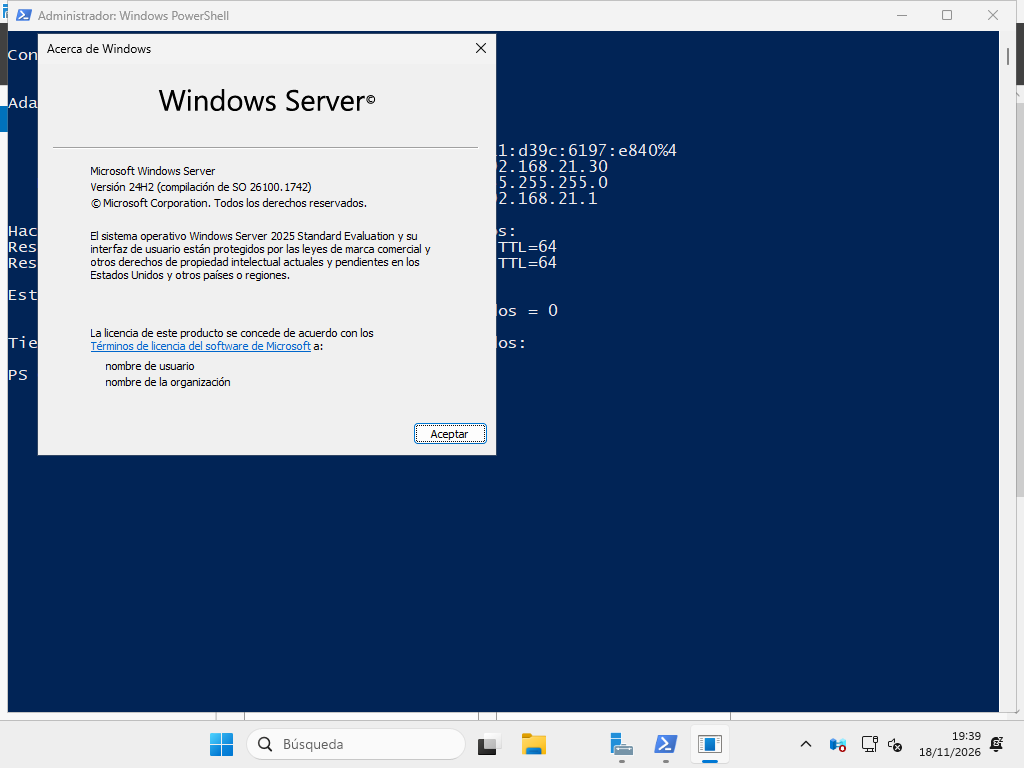 Administrador: Windows PowerShell
Acerca de Windows
Windows Server©
Microsoft Windows Server
Versión 24H2 (compilación de SO 26100.1742)
© Microsoft Corporation. Todos los derechos reservados.
El sistema operativo Windows Server 2025 Standard Evaluation y su
interfaz de usuario están protegidos por las leyes de marca comercial y
otros derechos de propiedad intelectual actuales y pendientes en los
Estados Unidos y otros países o regiones.
La licencia de este producto se concede de acuerdo con los
Términos de licencia del software de Microsoft a:
nombre de usuario
nombre de la organización
Aceptar
Con
Ada
1:d39c:6197:e840%4
2.168.21.30
5.255.255.0
2.168.21.1
Hac s:
Res TTL=64
Res TTL=64
Est
dos = 0
Tie dos:
PS
Búsqueda
19:39
18/11/2026